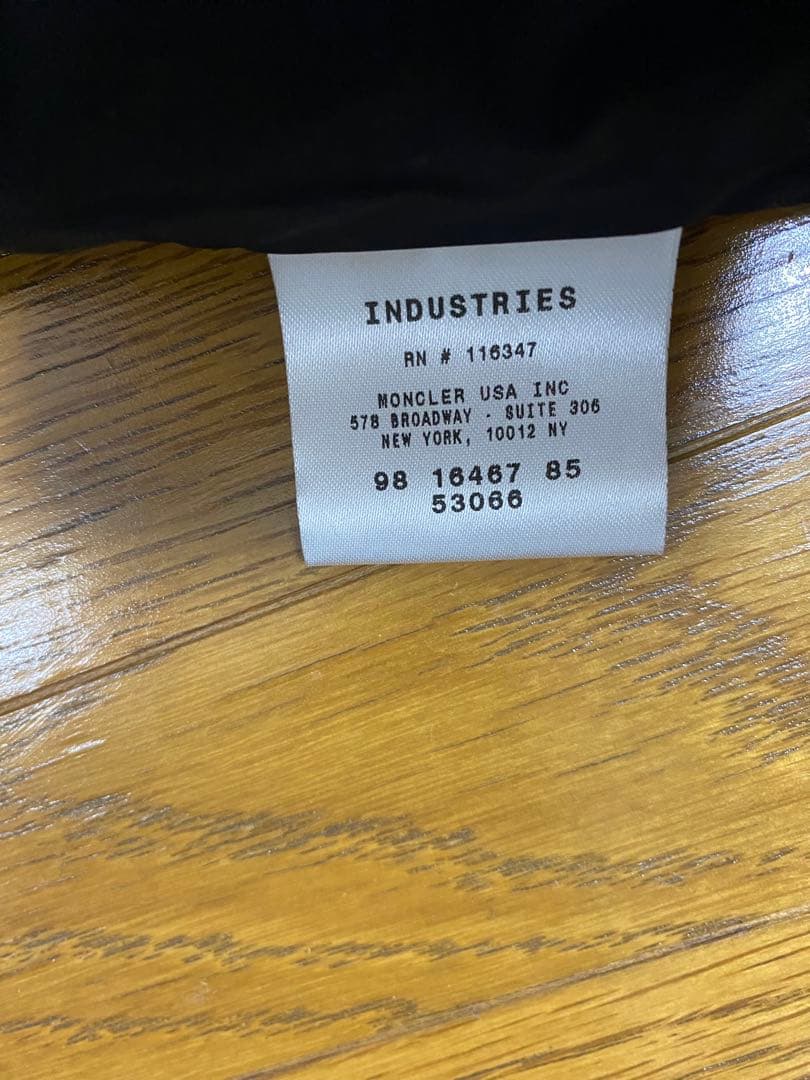 INDUSTRIES
RN # 116347
MONCLER USA INC
578 BROADWAY - SUITE 306
NEW YORK, 10012 NY
98 16467 85
53066